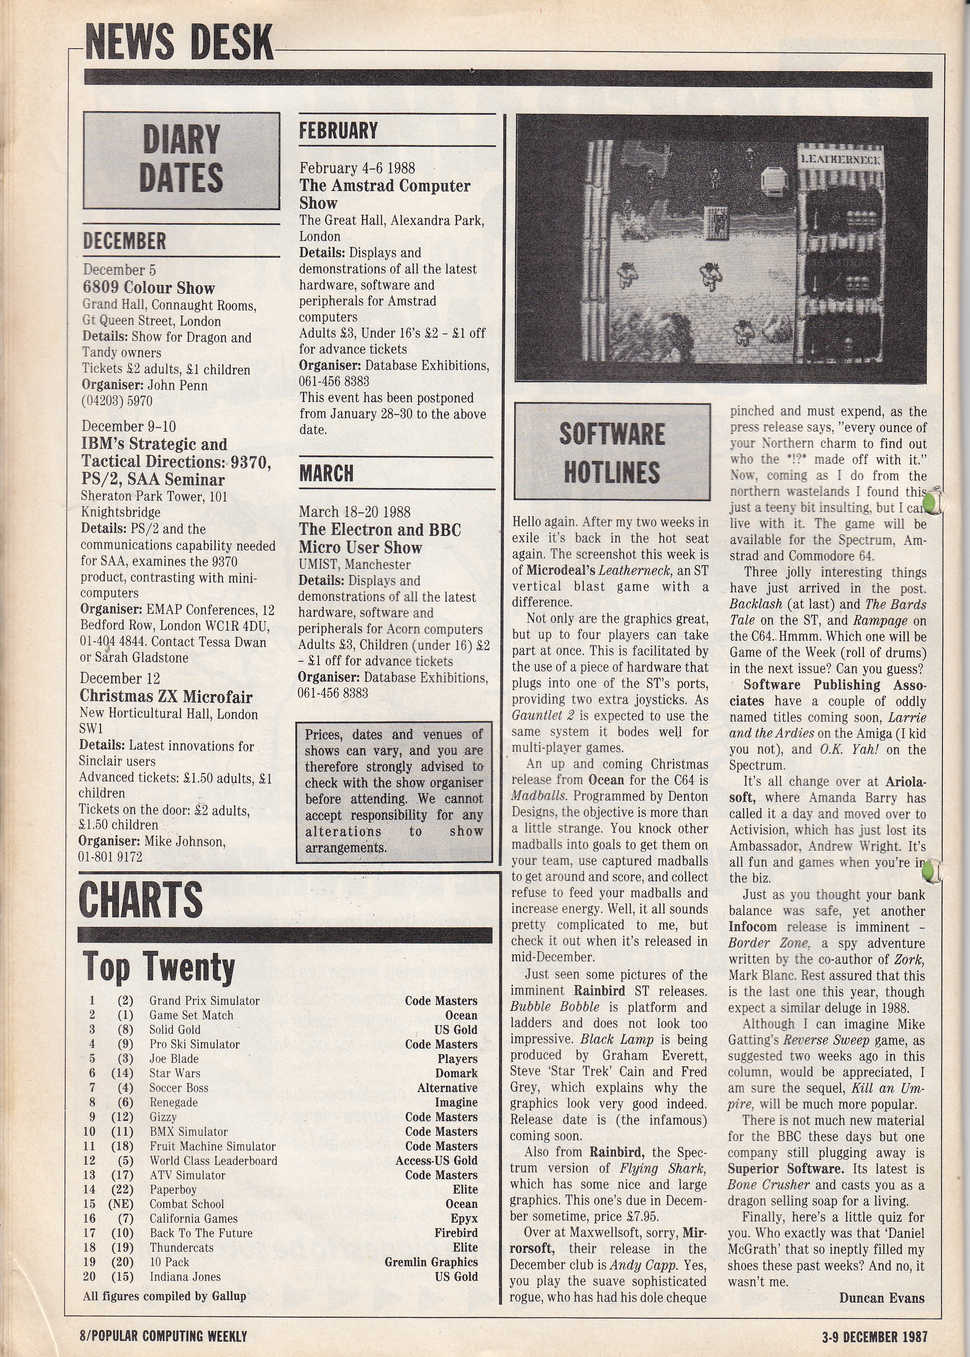 NEWS DESK
DIARY
DATES
DECEMBER
December 5
6809 Colour Show
Grand Hall, Connaught Rooms,
Gt Queen Street, London
Details: Show for Dragon and
Tandy owners
Tickets £2 adults, £1 children
Organiser: John Penn
(04203) 5970
December 9-10
IBM's Strategic and
Tactical Directions: 9370,
PS/2, SAA Seminar
Sheraton Park Tower, 101
Knightsbridge
Details: PS/2 and the
communications capability needed
for SAA, examines the 9370
product, contrasting with mini-
computers
Organiser: EMAP Conferences, 12
Bedford Row, London WC1R 4DU,
01-404 4844. Contact Tessa Dwan
or Sarah Gladstone
December 12
Christmas ZX Microfair
New Horticultural Hall, London
SW1
Details: Latest innovations for
Sinclair users
Advanced tickets: £1.50 adults, £1
children
Tickets on the door: £2 adults,
£1.50 children
Organiser: Mike Johnson,
01-801 9172
FEBRUARY
February 4-6 1988
The Amstrad Computer
Show
The Great Hall, Alexandra Park,
London
Details: Displays and
demonstrations of all the latest
hardware, software and
peripherals for Amstrad
computers
Adults £3, Under 16's £2 – £1 off
for advance tickets
Organiser: Database Exhibitions,
061-456 8383
This event has been postponed
from January 28-30 to the above
date.
MARCH
March 18-20 1988
The Electron and BBC
Micro User Show
UMIST, Manchester
Details: Displays and
demonstrations of all the latest
hardware, software and
peripherals for Acorn computers
Adults £3, Children (under 16) £2
– £1 off for advance tickets
Organiser: Database Exhibitions,
061-456 8383
Prices, dates and venues of
shows can vary, and you are
therefore strongly advised to
check with the show organiser
before attending. We cannot
accept responsibility for any
alterations to show
arrangements.
CHARTS
Top Twenty
1 (2) Grand Prix Simulator Code Masters
2 (1) Game Set Match Ocean
3 (8) Solid Gold US Gold
4 (9) Pro Ski Simulator Code Masters
5 (3) Joe Blade Players
6 (14) Star Wars Domark
7 (4) Soccer Boss Alternative
8 (6) Renegade Imagine
9 (12) Gizzy Code Masters
10 (11) BMX Simulator Code Masters
11 (18) Fruit Machine Simulator Code Masters
12 (5) World Class Leaderboard Access-US Gold
13 (17) ATV Simulator Code Masters
14 (22) Paperboy Elite
15 (NE) Combat School Ocean
16 (7) California Games Epyx
17 (10) Back To The Future Firebird
18 (19) Thundercats Elite
19 (20) 10 Pack Gremlin Graphics
20 (15) Indiana Jones US Gold
All figures compiled by Gallup
LEATHERNECK
SOFTWARE
HOTLINES
Hello again. After my two weeks in
exile it's back in the hot seat
again. The screenshot this week is
of Microdeal's Leatherneck, an ST
vertical blast game with a
difference.
Not only are the graphics great,
but up to four players can take
part at once. This is facilitated by
the use of a piece of hardware that
plugs into one of the ST's ports,
providing two extra joysticks. As
Gauntlet 2 is expected to use the
same system it bodes well for
multi-player games.
An up and coming Christmas
release from Ocean for the C64 is
Madballs. Programmed by Denton
Designs, the objective is more than
a little strange. You knock other
madballs into goals to get them on
your team, use captured madballs
to get around and score, and collect
refuse to feed your madballs and
increase energy. Well, it all sounds
pretty complicated to me, but
check it out when it's released in
mid-December.
Just seen some pictures of the
imminent Rainbird ST releases.
Bubble Bobble is platform and
ladders and does not look too
impressive. Black Lamp is being
produced by Graham Everett,
Steve 'Star Trek' Cain and Fred
Grey, which explains why the
graphics look very good indeed.
Release date is (the infamous)
coming soon.
Also from Rainbird, the Spec-
trum version of Flying Shark,
which has some nice and large
graphics. This one's due in Decem-
ber sometime, price £7.95.
Over at Maxwellsoft, sorry, Mir-
rorsoft, their release in the
December club is Andy Capp. Yes,
you play the suave sophisticated
rogue, who has had his dole cheque
pinched and must expend, as the
press release says, "every ounce of
your Northern charm to find out
who the *!?* made off with it."
Now, coming as I do from the
northern wastelands I found this
just a teeny bit insulting, but I can
live with it. The game will be
available for the Spectrum, Am-
strad and Commodore 64.
Three jolly interesting things
have just arrived in the post.
Backlash (at last) and The Bards
Tale on the ST, and Rampage on
the C64. Hmmm. Which one will be
Game of the Week (roll of drums)
in the next issue? Can you guess?
Software Publishing Asso-
ciates have a couple of oddly
named titles coming soon, Larrie
and the Ardies on the Amiga (I kid
you not), and O.K. Yah! on the
Spectrum.
It's all change over at Ariola-
soft, where Amanda Barry has
called it a day and moved over to
Activision, which has just lost its
Ambassador, Andrew Wright. It's
all fun and games when you're in
the biz.
Just as you thought your bank
balance was safe, yet another
Infocom release is imminent –
Border Zone, a spy adventure
written by the co-author of Zork,
Mark Blanc. Rest assured that this
is the last one this year, though
expect a similar deluge in 1988.
Although I can imagine Mike
Gatting's Reverse Sweep game, as
suggested two weeks ago in this
column, would be appreciated, I
am sure the sequel, Kill an Um-
pire, will be much more popular.
There is not much new material
for the BBC these days but one
company still plugging away is
Superior Software. Its latest is
Bone Crusher and casts you as a
dragon selling soap for a living.
Finally, here's a little quiz for
you. Who exactly was that 'Daniel
McGrath' that so ineptly filled my
shoes these past weeks? And no, it
wasn't me.
Duncan Evans
8/POPULAR COMPUTING WEEKLY
3-9 DECEMBER 1987